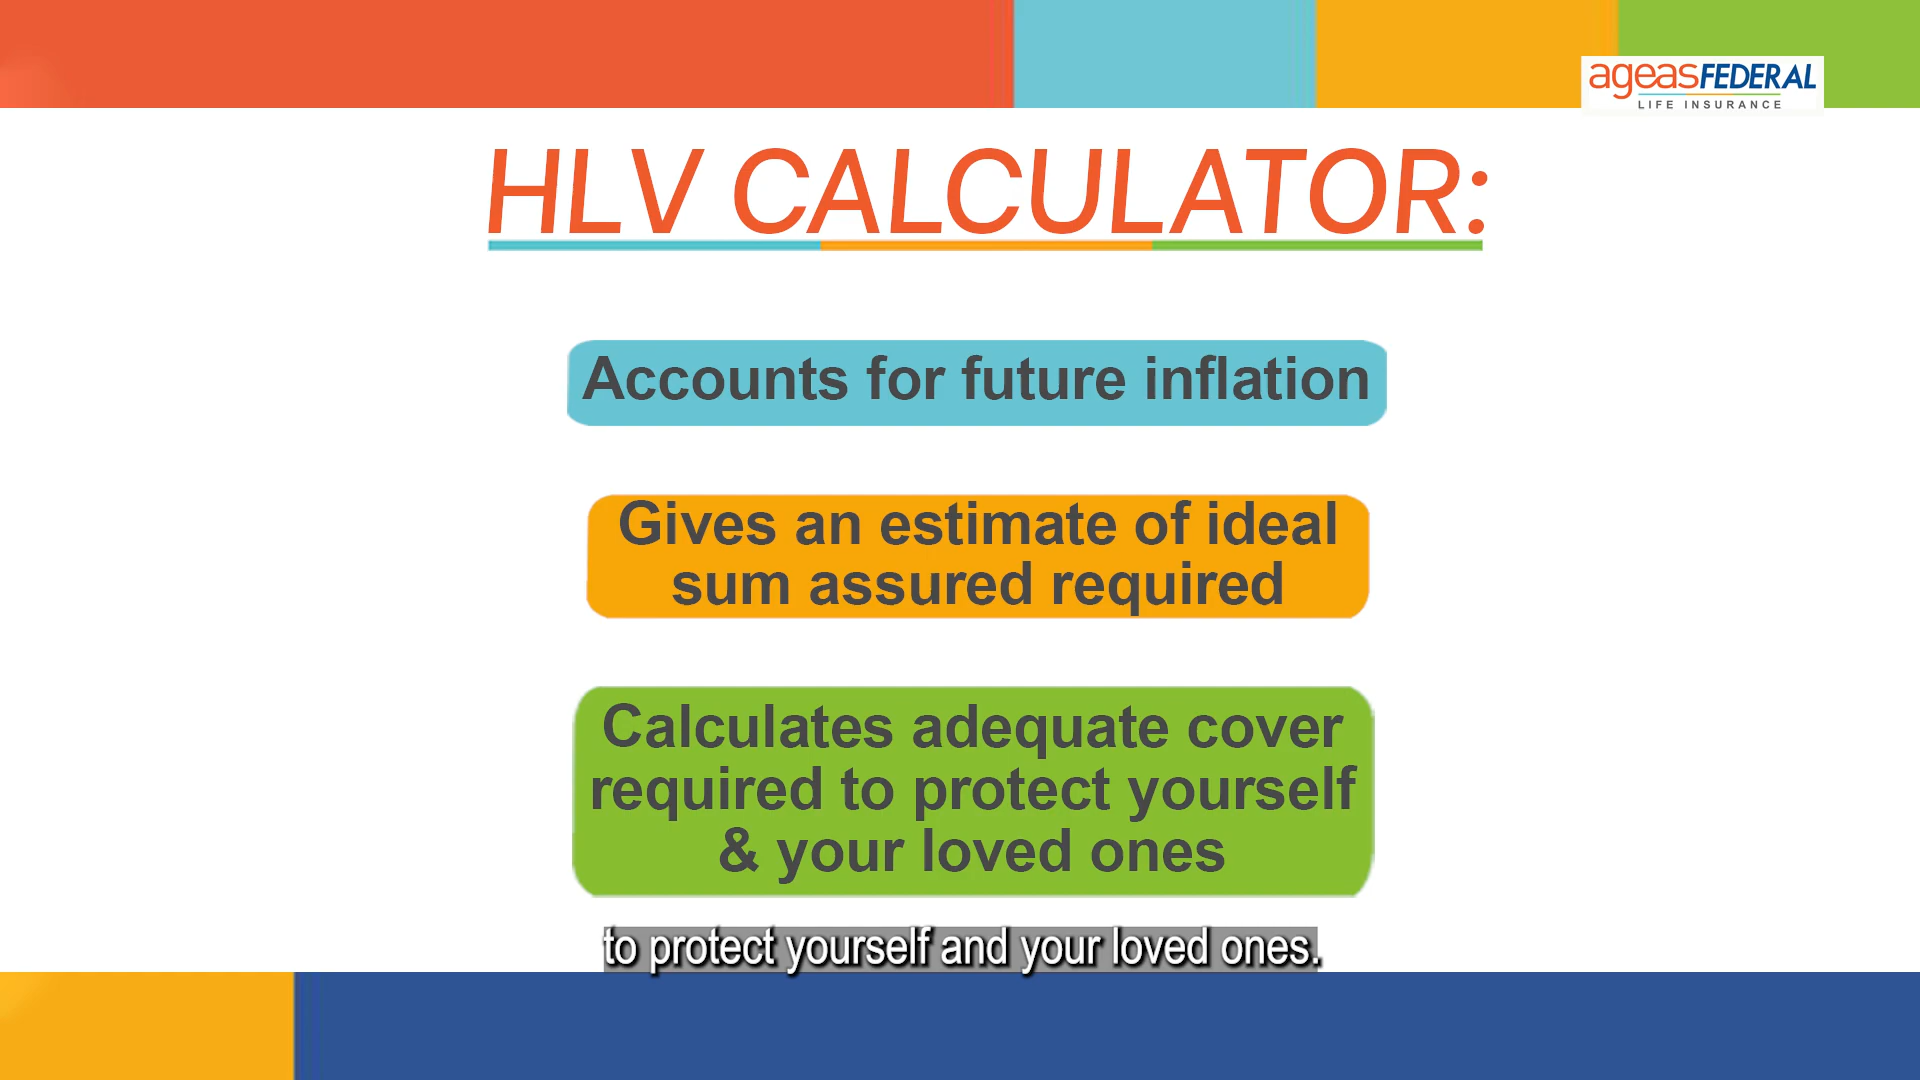 ageasFEDERAL
LIFE INSURANCE
HLV CALCULATOR:
Accounts for future inflation
Gives an estimate of ideal
sum assured required
Calculates adequate cover
required to protect yourself
& your loved ones
to protect yourself and your loved ones.